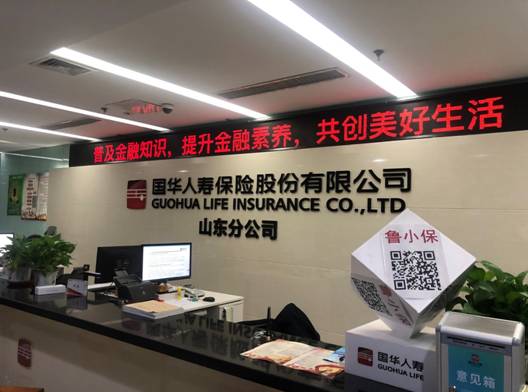 普及金融知识，提升金融素养，共创美好生活
国华人寿保险股份有限公司
GUOHUA LIFE INSURANCE CO.,LTD
山东分公司
鲁小保
国华人寿
GUOHUA LIFE
意见箱